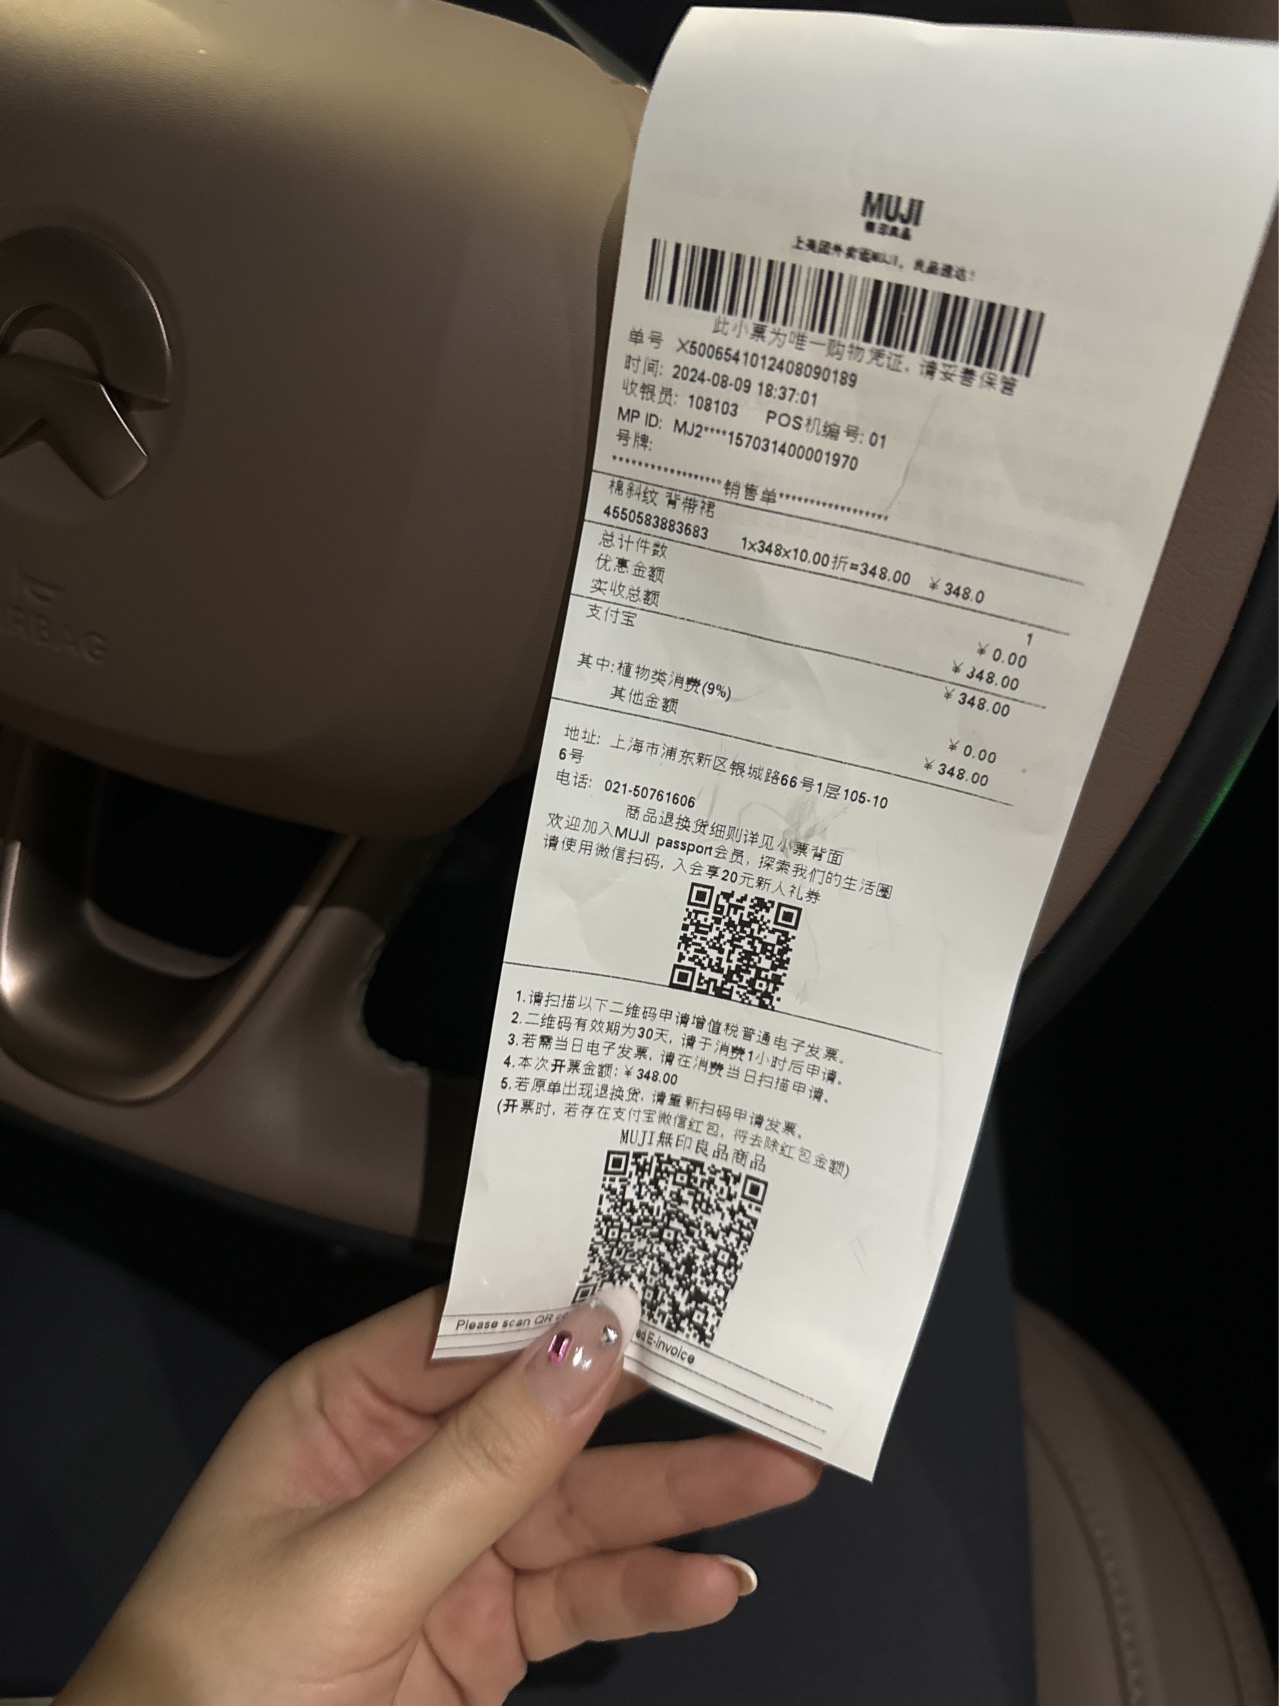 MUJI
無印良品
上美团外卖逛MUJI，良品速达！
此小票为唯一购物凭证，请妥善保管
单号 X5006541012408090189
时间: 2024-08-09 18:37:01
收银员: 108103 POS机编号: 01
MP ID: MJ2****157031400001970
号牌:
******************销售单******************
棉斜纹 背带裙
4550583883683 1x348x10.00折=348.00 ￥348.0
总计件数 1
优惠金额 ￥0.00
实收总额 ￥348.00
支付宝 ￥348.00
其中:植物类消费(9%) ￥0.00
其他金额 ￥348.00
地址: 上海市浦东新区银城路66号1层105-10
6号
电话: 021-50761606
商品退换货细则详见小票背面
欢迎加入MUJI passport会员，探索我们的生活圈
请使用微信扫码，入会享20元新人礼券
1.请扫描以下二维码申请增值税普通电子发票。
2.二维码有效期为30天，请于消费1小时后申请。
3.若需当日电子发票，请在消费当日扫描申请。
4.本次开票金额:￥348.00
5.若原单出现退换货，请重新扫码申请发票。
(开票时，若存在支付宝微信红包，将去除红包金额)
MUJI無印良品商品
Please scan QR E-invoice
AIRBAG